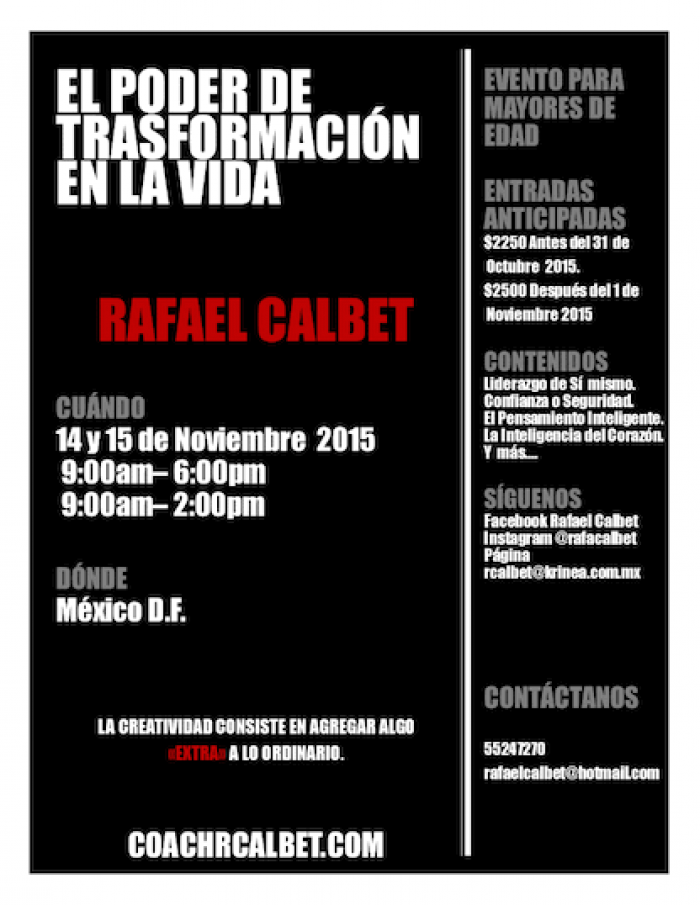 EL PODER DE
TRASFORMACIÓN
EN LA VIDA
RAFAEL CALBET
CUÁNDO
14 y 15 de Noviembre 2015
9:00am– 6:00pm
9:00am– 2:00pm
DÓNDE
México D.F.
LA CREATIVIDAD CONSISTE EN AGREGAR ALGO
«EXTRA» A LO ORDINARIO.
COACHRCALBET.COM
EVENTO PARA
MAYORES DE
EDAD
ENTRADAS
ANTICIPADAS
$2250 Antes del 31 de
Octubre 2015.
$2500 Después del 1 de
Noviembre 2015
CONTENIDOS
Liderazgo de Sí mismo.
Confianza o Seguridad.
El Pensamiento Inteligente.
La Inteligencia del Corazón.
Y más....
SÍGUENOS
Facebook Rafael Calbet
Instagram @rafacalbet
Página
rcalbet@krinea.com.mx
CONTÁCTANOS
55247270
rafaelcalbet@hotmail.com